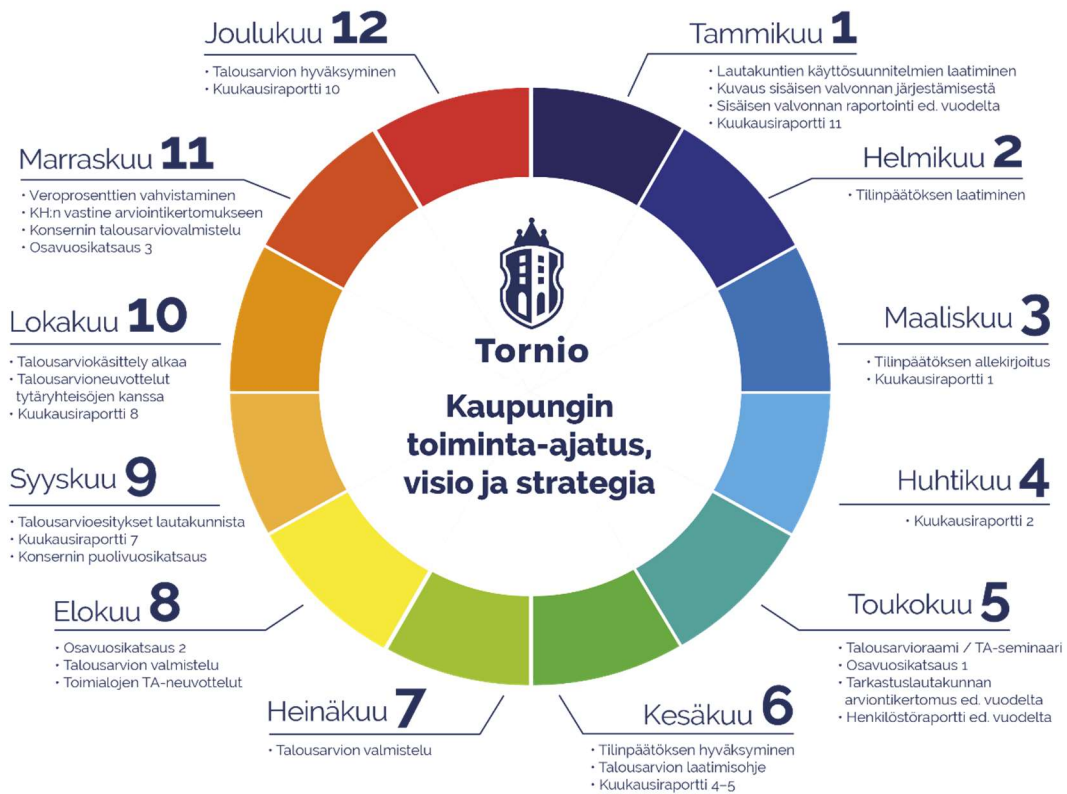 Tammikuu 1
• Lautakuntien käyttösuunnitelmien laatiminen
• Kuvaus sisäisen valvonnan järjestämisestä
• Sisäisen valvonnan raportointi ed. vuodelta
• Kuukausiraportti 11
Helmikuu 2
• Tilinpäätöksen laatiminen
Maaliskuu 3
• Tilinpäätöksen allekirjoitus
• Kuukausiraportti 1
Huhtikuu 4
• Kuukausiraportti 2
Toukokuu 5
• Talousarvioraami / TA-seminaari
• Osavuosikatsaus 1
• Tarkastuslautakunnan
arviontikertomus ed. vuodelta
• Henkilöstöraportti ed. vuodelta
Kesäkuu 6
• Tilinpäätöksen hyväksyminen
• Talousarvion laatimisohje
• Kuukausiraportti 4–5
Heinäkuu 7
• Talousarvion valmistelu
Elokuu 8
• Osavuosikatsaus 2
• Talousarvion valmistelu
• Toimialojen TA-neuvottelut
Syyskuu 9
• Talousarvioesitykset lautakunnista
• Kuukausiraportti 7
• Konsernin puolivuosikatsaus
Lokakuu 10
• Talousarviokäsittely alkaa
• Talousarvioneuvottelut
tytäryhteisöjen kanssa
• Kuukausiraportti 8
Marraskuu 11
• Veroprosenttien vahvistaminen
• KH:n vastine arviointikertomukseen
• Konsernin talousarviovalmistelu
• Osavuosikatsaus 3
Joulukuu 12
• Talousarvion hyväksyminen
• Kuukausiraportti 10
Tornio
Kaupungin
toiminta-ajatus,
visio ja strategia